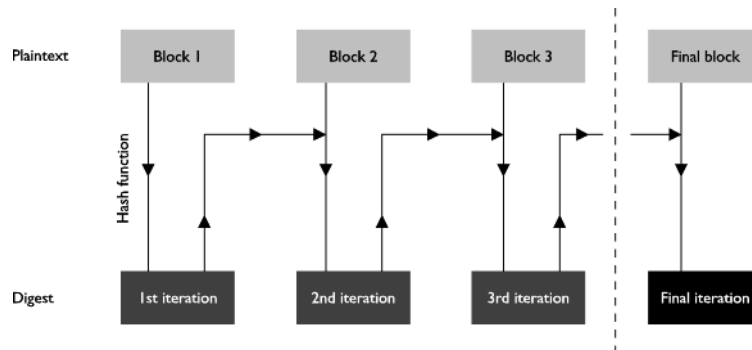 Plaintext
Block 1
Block 2
Block 3
Final block
Hash function
Digest
1st iteration
2nd iteration
3rd iteration
Final iteration